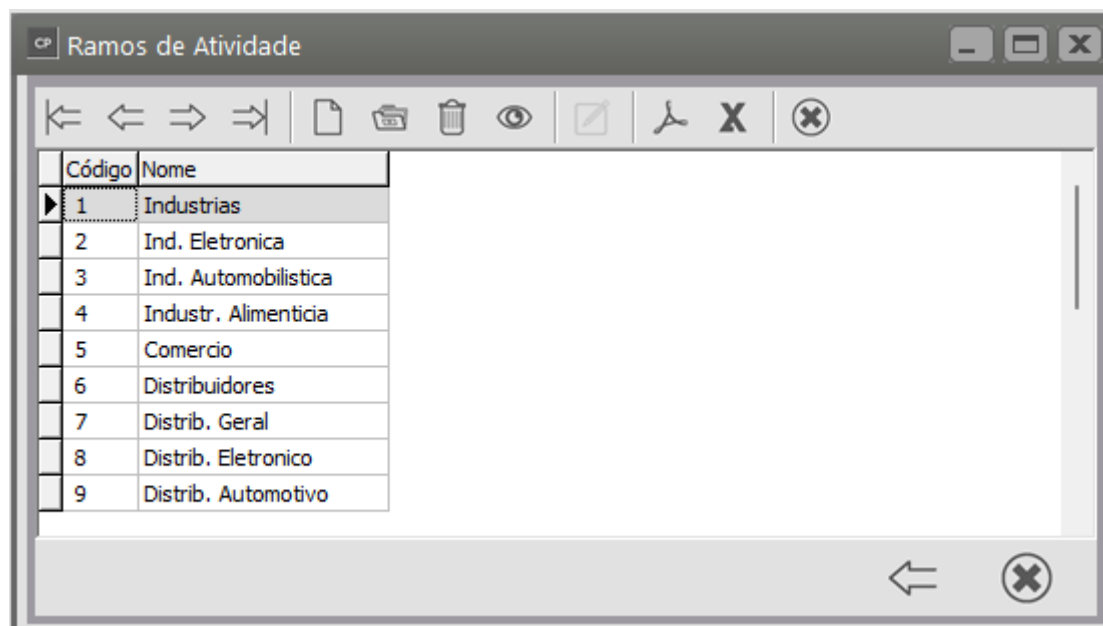 CP Ramos de Atividade
Código Nome
1 Industrias
2 Ind. Eletronica
3 Ind. Automobilistica
4 Industr. Alimenticia
5 Comercio
6 Distribuidores
7 Distrib. Geral
8 Distrib. Eletronico
9 Distrib. Automotivo